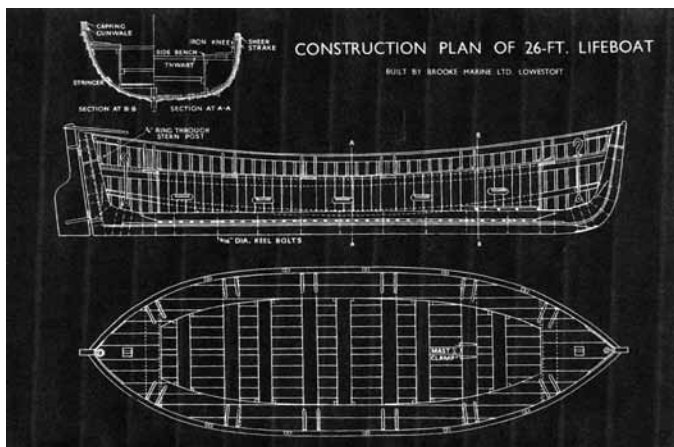 CAPPING
GUNWALE
IRON KNEE
SHEER
STRAKE
SIDE BENCH
THWART
STRINGER
SECTION AT B-B
SECTION AT A-A
CONSTRUCTION PLAN OF 26-FT. LIFEBOAT
BUILT BY BROOKE MARINE LTD. LOWESTOFT
RING THROUGH
STERN POST
A
B
DIA. KEEL BOLTS
A
B
MAST
CLAMP